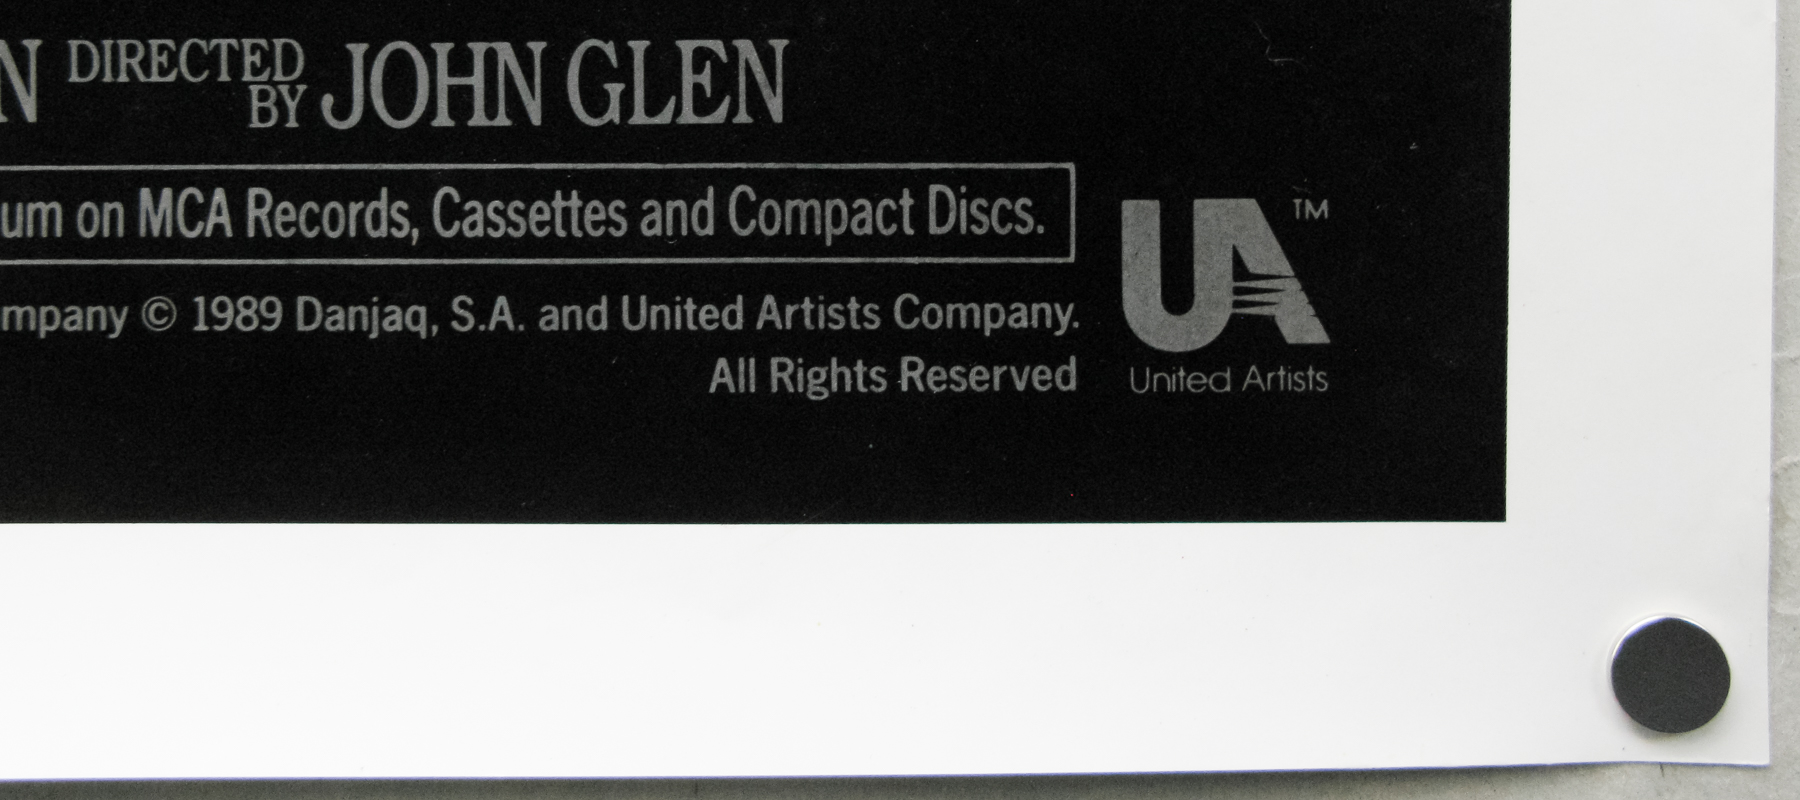 N DIRECTED BY JOHN GLEN
um on MCA Records, Cassettes and Compact Discs.
mpany © 1989 Danjaq, S.A. and United Artists Company.
All Rights Reserved
UA™
United Artists